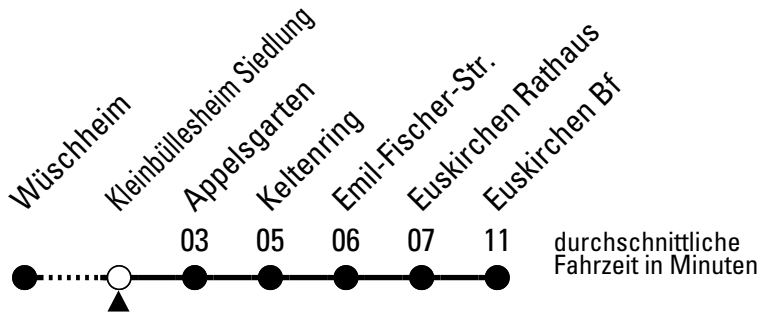 Wüschheim
Kleinbüllesheim Siedlung
Appelsgarten
Keltenring
Emil-Fischer-Str.
Euskirchen Rathaus
Euskirchen Bf
03 05 06 07 11
durchschnittliche
Fahrzeit in Minuten